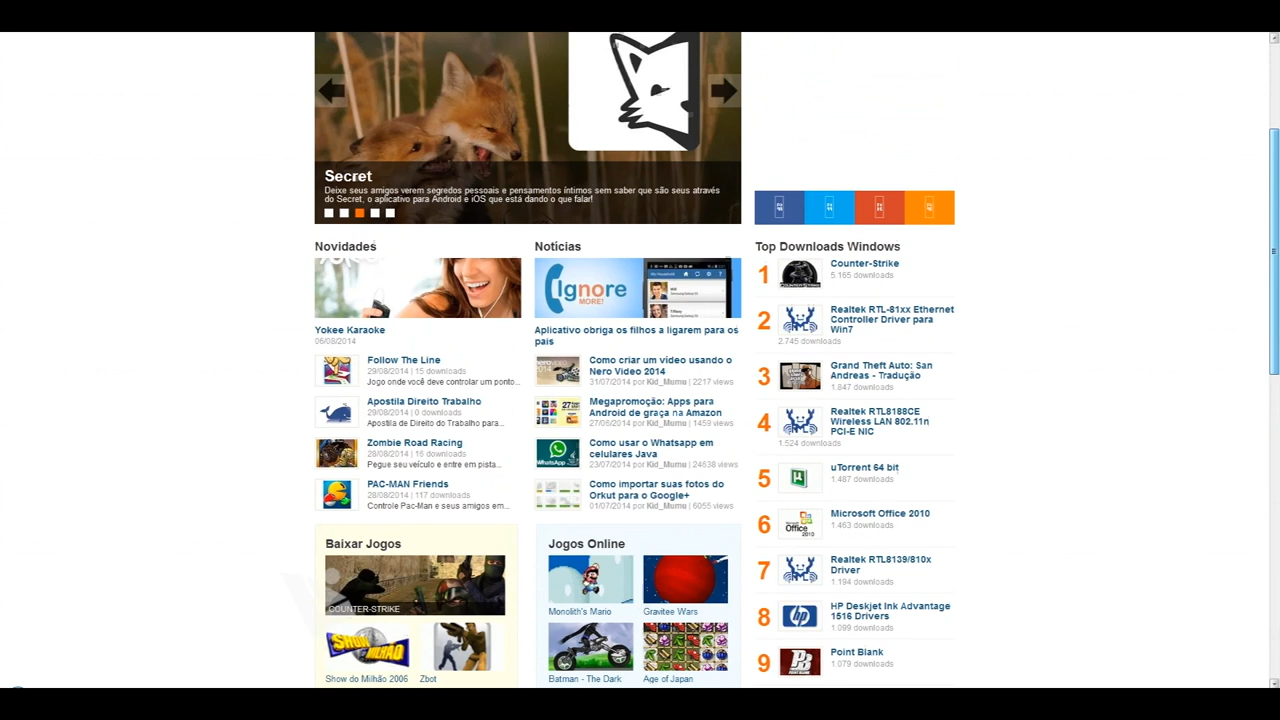 Secret
Deixe seus amigos verem segredos pessoais e pensamentos íntimos sem saber que são seus através
do Secret, o aplicativo para Android e iOS que está dando o que falar!
Novidades
Yokee Karaoke
06/08/2014
Follow The Line
29/08/2014 | 15 downloads
Jogo onde você deve controlar um ponto...
Apostila Direito Trabalho
29/08/2014 | 0 downloads
Apostila de Direito do Trabalho para...
Zombie Road Racing
28/08/2014 | 16 downloads
Pegue seu veículo e entre em pista...
PAC-MAN Friends
28/08/2014 | 117 downloads
Controle Pac-Man e seus amigos em...
Notícias
Ignore
MORE!
Aplicativo obriga os filhos a ligarem para os
pais
Como criar um vídeo usando o
Nero Video 2014
31/07/2014 por Kid_Mumu | 2217 views
Megapromoção: Apps para
Android de graça na Amazon
27/06/2014 por Kid_Mumu | 1459 views
WhatsApp
Como usar o Whatsapp em
celulares Java
23/07/2014 por Kid_Mumu | 24638 views
Como importar suas fotos do
Orkut para o Google+
01/07/2014 por Kid_Mumu | 6055 views
Top Downloads Windows
1
Counter-Strike
5.165 downloads
2
Realtek RTL-81xx Ethernet
Controller Driver para
Win7
2.745 downloads
3
Grand Theft Auto: San
Andreas - Tradução
1.847 downloads
4
Realtek RTL8188CE
Wireless LAN 802.11n
PCI-E NIC
1.524 downloads
5
uTorrent 64 bit
1.487 downloads
6
Microsoft Office 2010
1.463 downloads
7
Realtek RTL8139/810x
Driver
1.194 downloads
8
HP Deskjet Ink Advantage
1516 Drivers
1.099 downloads
9
Point Blank
1.079 downloads
Baixar Jogos
COUNTER-STRIKE
SHOW DO MILHÃO
Show do Milhão 2006
Zbot
Jogos Online
Monolith's Mario
Gravitee Wars
Batman - The Dark
Age of Japan